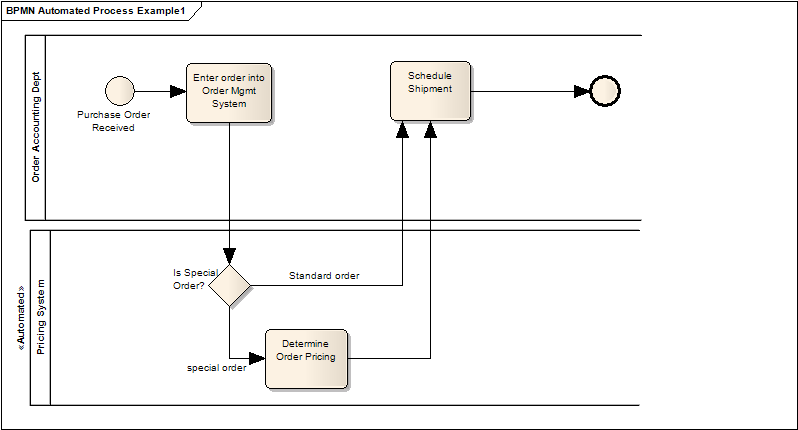 BPMN Automated Process Example1
Order Accounting Dept
Purchase Order
Received
Enter order into
Order Mgmt
System
Schedule
Shipment
«Automated»
Pricing System
Is Special
Order?
Standard order
special order
Determine
Order Pricing